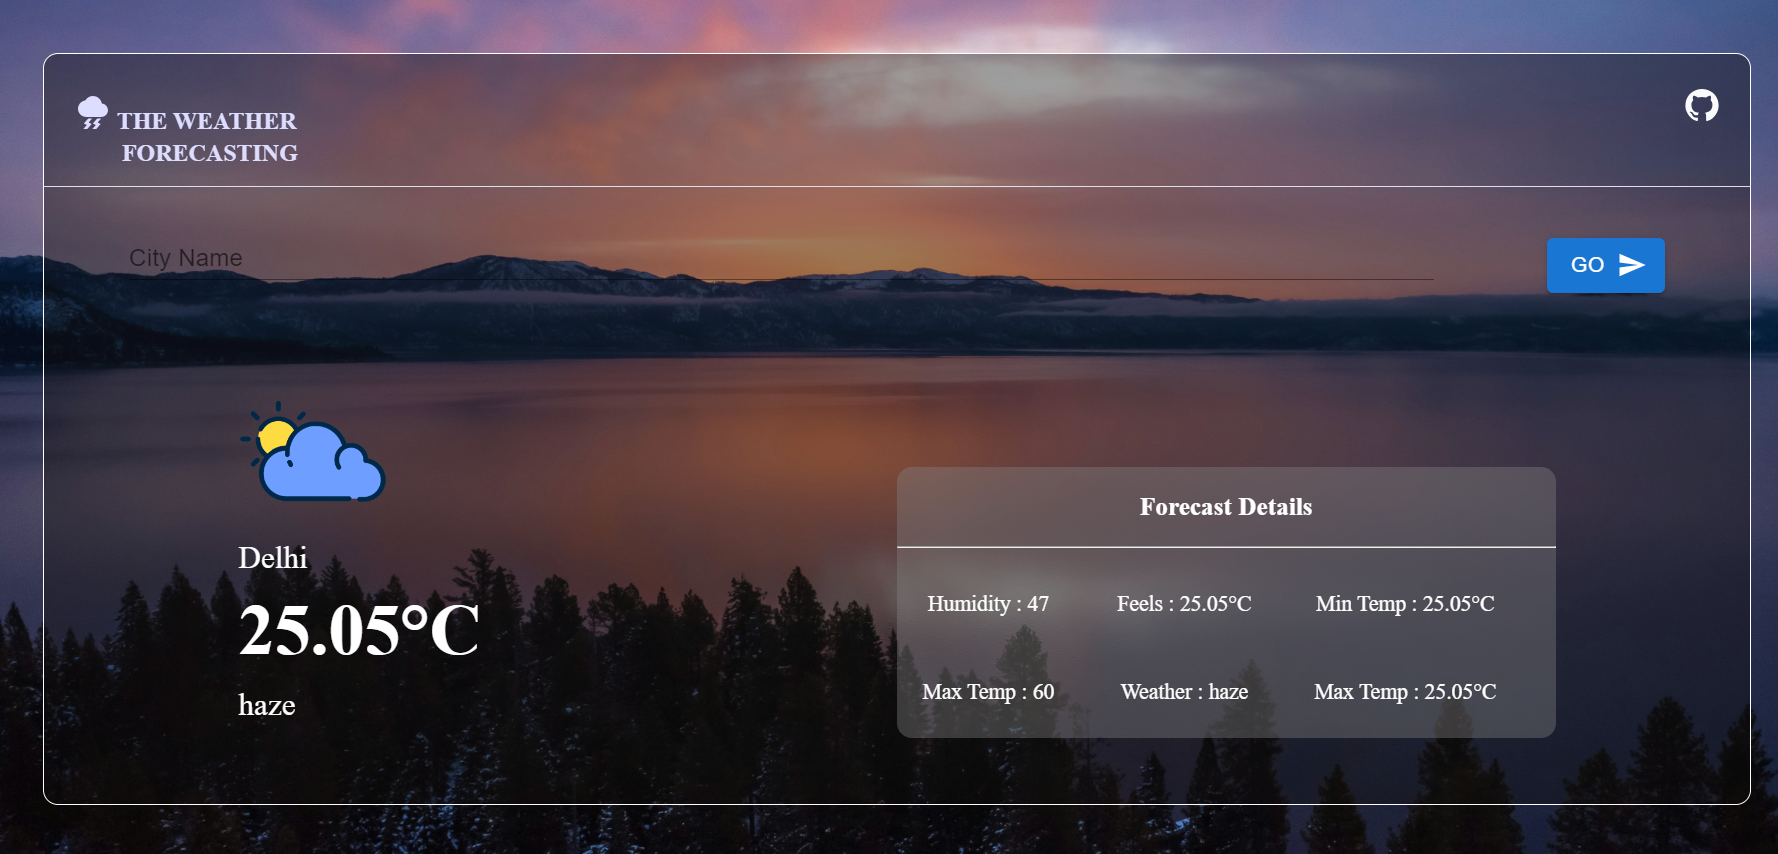 THE WEATHER
FORECASTING
City Name
GO
Delhi
25.05°C
haze
Forecast Details
Humidity : 47
Feels : 25.05°C
Min Temp : 25.05°C
Max Temp : 60
Weather : haze
Max Temp : 25.05°C